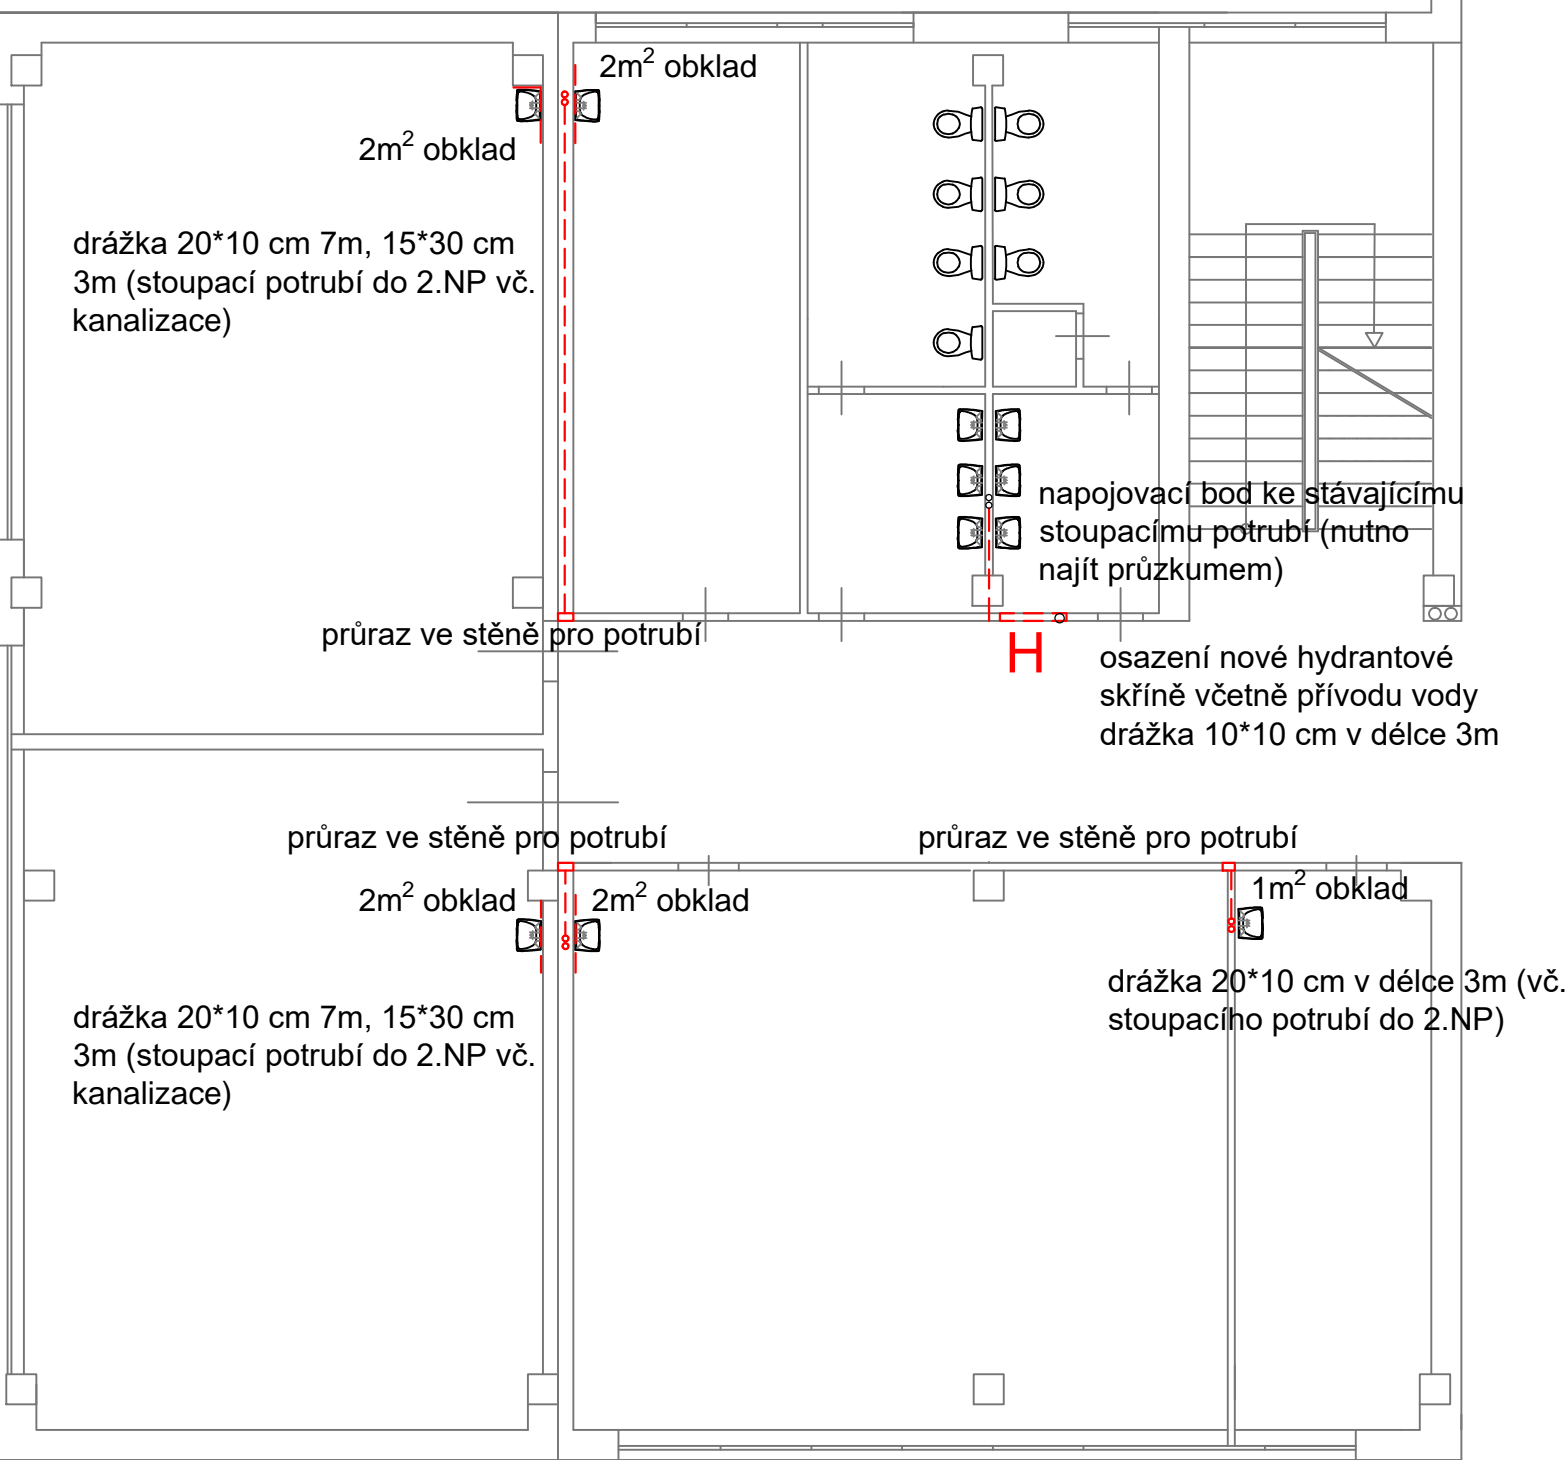 2m² obklad
2m² obklad
drážka 20*10 cm 7m, 15*30 cm
3m (stoupací potrubí do 2.NP vč.
kanalizace)
napojovací bod ke stávajícímu
stoupacímu potrubí (nutno
najít průzkumem)
průraz ve stěně pro potrubí
H
osazení nové hydrantové
skříně včetně přívodu vody
drážka 10*10 cm v délce 3m
průraz ve stěně pro potrubí
průraz ve stěně pro potrubí
2m² obklad
2m² obklad
1m² obklad
drážka 20*10 cm v délce 3m (vč.
stoupacího potrubí do 2.NP)
drážka 20*10 cm 7m, 15*30 cm
3m (stoupací potrubí do 2.NP vč.
kanalizace)